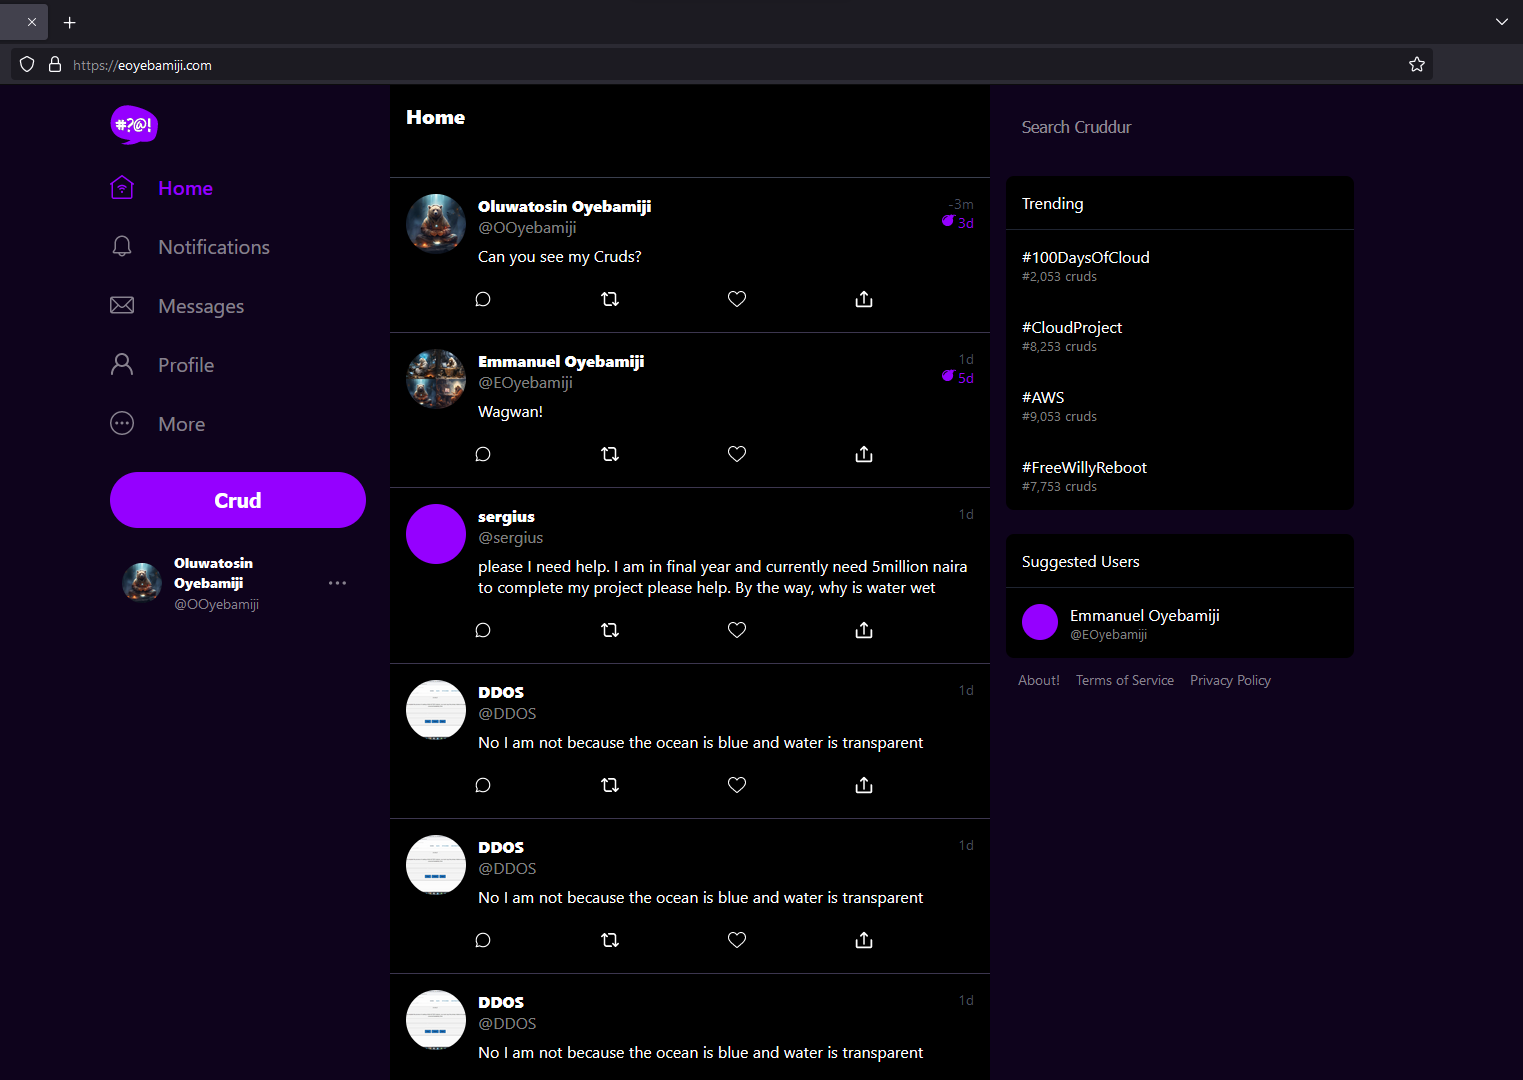 https://eoyebamiji.com
#?@!
Home
Notifications
Messages
Profile
More
Crud
Oluwatosin
Oyebamiji
@OOyebamiji
Home
Oluwatosin Oyebamiji
-3m
@OOyebamiji
3d
Can you see my Cruds?
Emmanuel Oyebamiji
1d
@EOyebamiji
5d
Wagwan!
sergius
1d
@sergius
please I need help. I am in final year and currently need 5million naira
to complete my project please help. By the way, why is water wet
DDOS
1d
@DDOS
No I am not because the ocean is blue and water is transparent
DDOS
1d
@DDOS
No I am not because the ocean is blue and water is transparent
DDOS
1d
@DDOS
No I am not because the ocean is blue and water is transparent
Search Cruddur
Trending
#100DaysOfCloud
#2,053 cruds
#CloudProject
#8,253 cruds
#AWS
#9,053 cruds
#FreeWillyReboot
#7,753 cruds
Suggested Users
Emmanuel Oyebamiji
@EOyebamiji
About! Terms of Service Privacy Policy